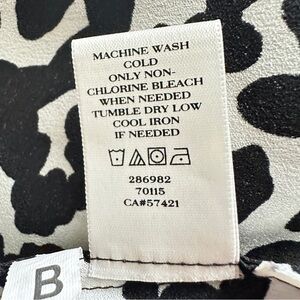 MACHINE WASH
COLD
ONLY NON-
CHLORINE BLEACH
WHEN NEEDED
TUMBLE DRY LOW
COOL IRON
IF NEEDED
286982
70115
CA#57421
B